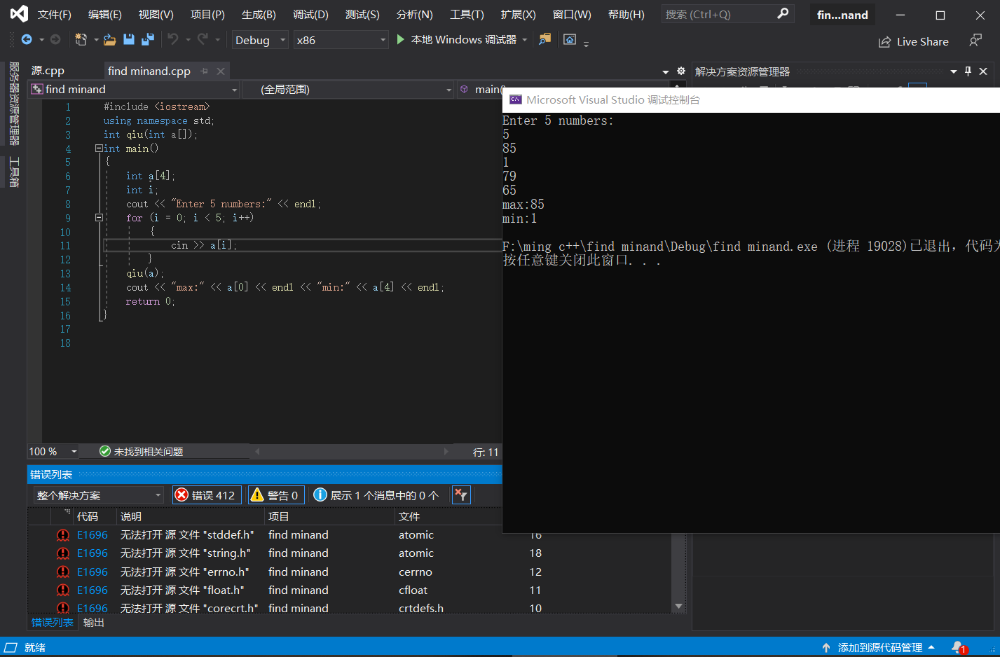 文件(F) 编辑(E) 视图(V) 项目(P) 生成(B) 调试(D) 测试(S) 分析(N) 工具(T) 扩展(X) 窗口(W) 帮助(H) 搜索 (Ctrl+Q) fin...nand
Debug x86 本地 Windows 调试器 Live Share
服务器资源管理器
工具箱
源.cpp find minand.cpp 解决方案资源管理器
find minand (全局范围) main()
1 #include <iostream>
2 using namespace std;
3 int qiu(int a[]);
4 int main()
5 {
6 int a[4];
7 int i;
8 cout << "Enter 5 numbers:" << endl;
9 for (i = 0; i < 5; i++)
10 {
11 cin >> a[i];
12 }
13 qiu(a);
14 cout << "max:" << a[0] << endl << "min:" << a[4] << endl;
15 return 0;
16 }
17
18
Microsoft Visual Studio 调试控制台
Enter 5 numbers:
5
85
1
79
65
max:85
min:1
F:\ming c++\find minand\Debug\find minand.exe (进程 19028)已退出，代码为
按任意键关闭此窗口. . .
100 % 未找到相关问题 行: 11
错误列表
整个解决方案 错误 412 警告 0 展示 1 个消息中的 0 个
代码 说明 项目 文件
E1696 无法打开 源 文件 "stddef.h" find minand atomic 16
E1696 无法打开 源 文件 "string.h" find minand atomic 18
E1696 无法打开 源 文件 "errno.h" find minand cerrno 12
E1696 无法打开 源 文件 "float.h" find minand cfloat 11
E1696 无法打开 源 文件 "corecrt.h" find minand crtdefs.h 10
错误列表 输出
就绪 添加到源代码管理 1